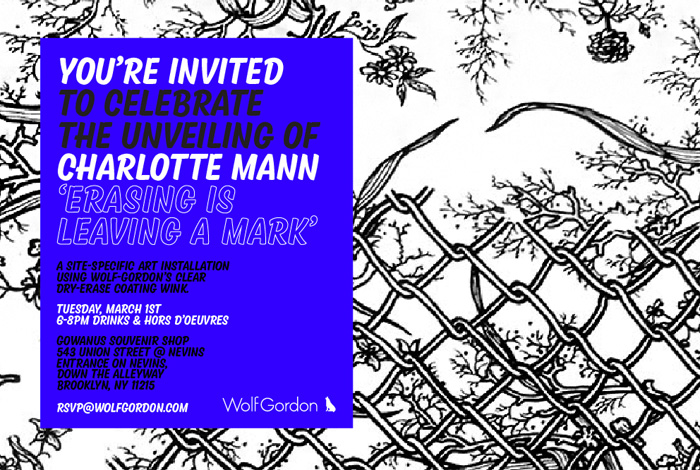 YOU'RE INVITED
TO CELEBRATE
THE UNVEILING OF
CHARLOTTE MANN
'ERASING IS
LEAVING A MARK'
A SITE-SPECIFIC ART INSTALLATION
USING WOLF-GORDON'S CLEAR
DRY-ERASE COATING WINK.
TUESDAY, MARCH 1ST
6-8PM DRINKS & HORS D'OEUVRES
GOWANUS SOUVENIR SHOP
543 UNION STREET @ NEVINS
ENTRANCE ON NEVINS,
DOWN THE ALLEYWAY
BROOKLYN, NY 11215
RSVP@WOLFGORDON.COM
WolfGordon